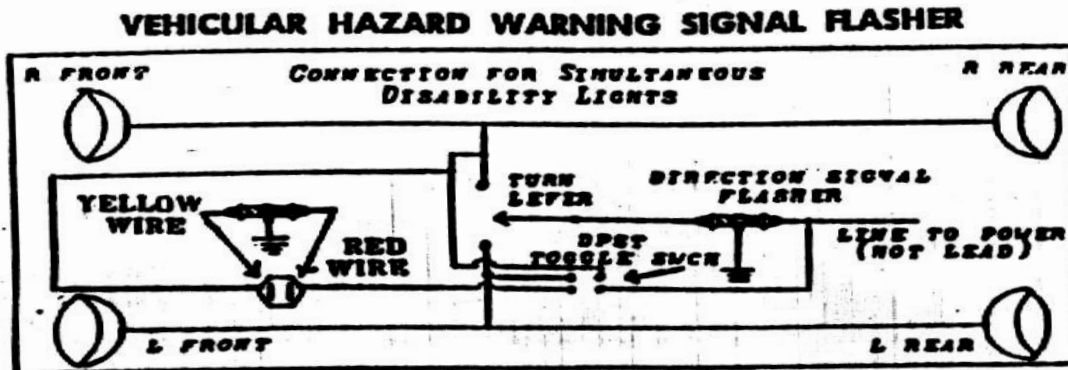 VEHICULAR HAZARD WARNING SIGNAL FLASHER
R FRONT
CONNECTION FOR SIMULTANEOUS
DISABILITY LIGHTS
R REAR
TURN
LEVER
DIRECTION SIGNAL
FLASHER
YELLOW
WIRE
RED
WIRE
DPST
TOGGLE SWCH
LINE TO POWER
(HOT LEAD)
L FRONT
L REAR